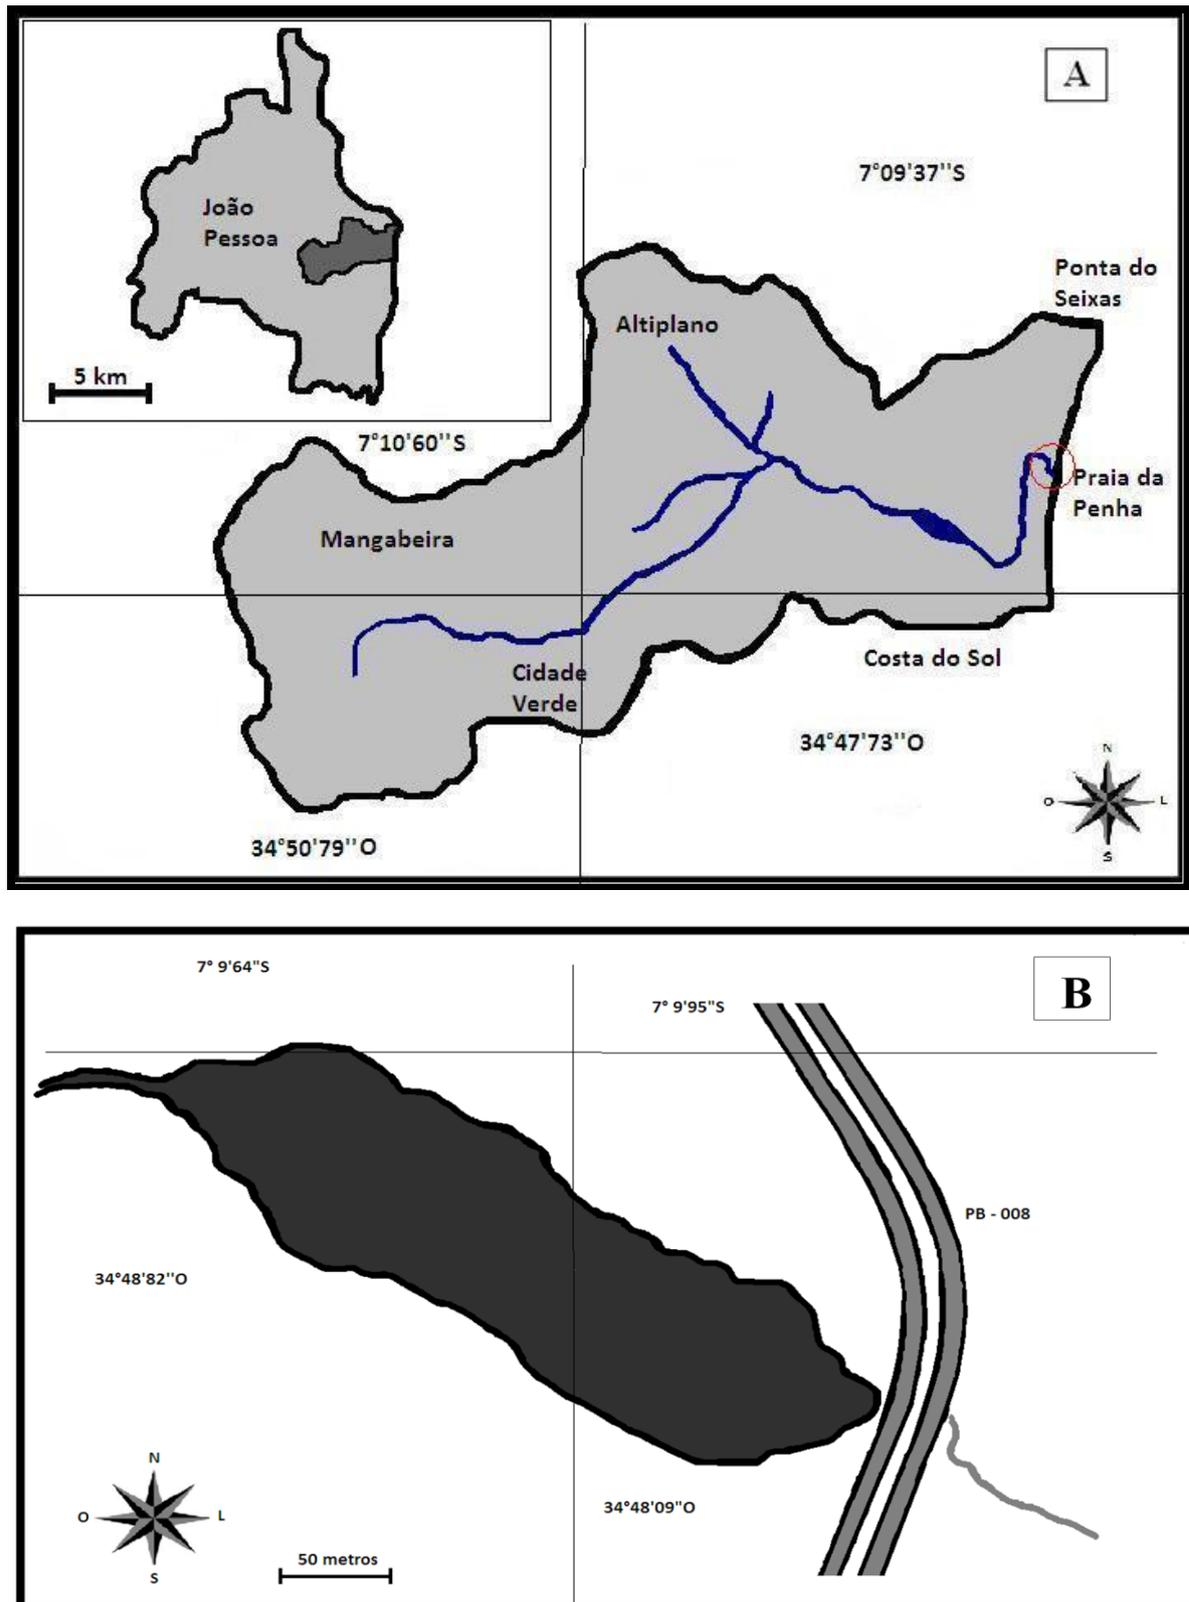 A
João
Pessoa
5 km
7°09'37''S
Ponta do
Seixas
Altiplano
7°10'60''S
Praia da
Penha
Mangabeira
Cidade
Verde
Costa do Sol
34°47'73''O
34°50'79''O
N
O
L
S
B
7° 9'64"S
7° 9'95"S
PB - 008
34°48'82''O
34°48'09"O
N
O
L
S
50 metros